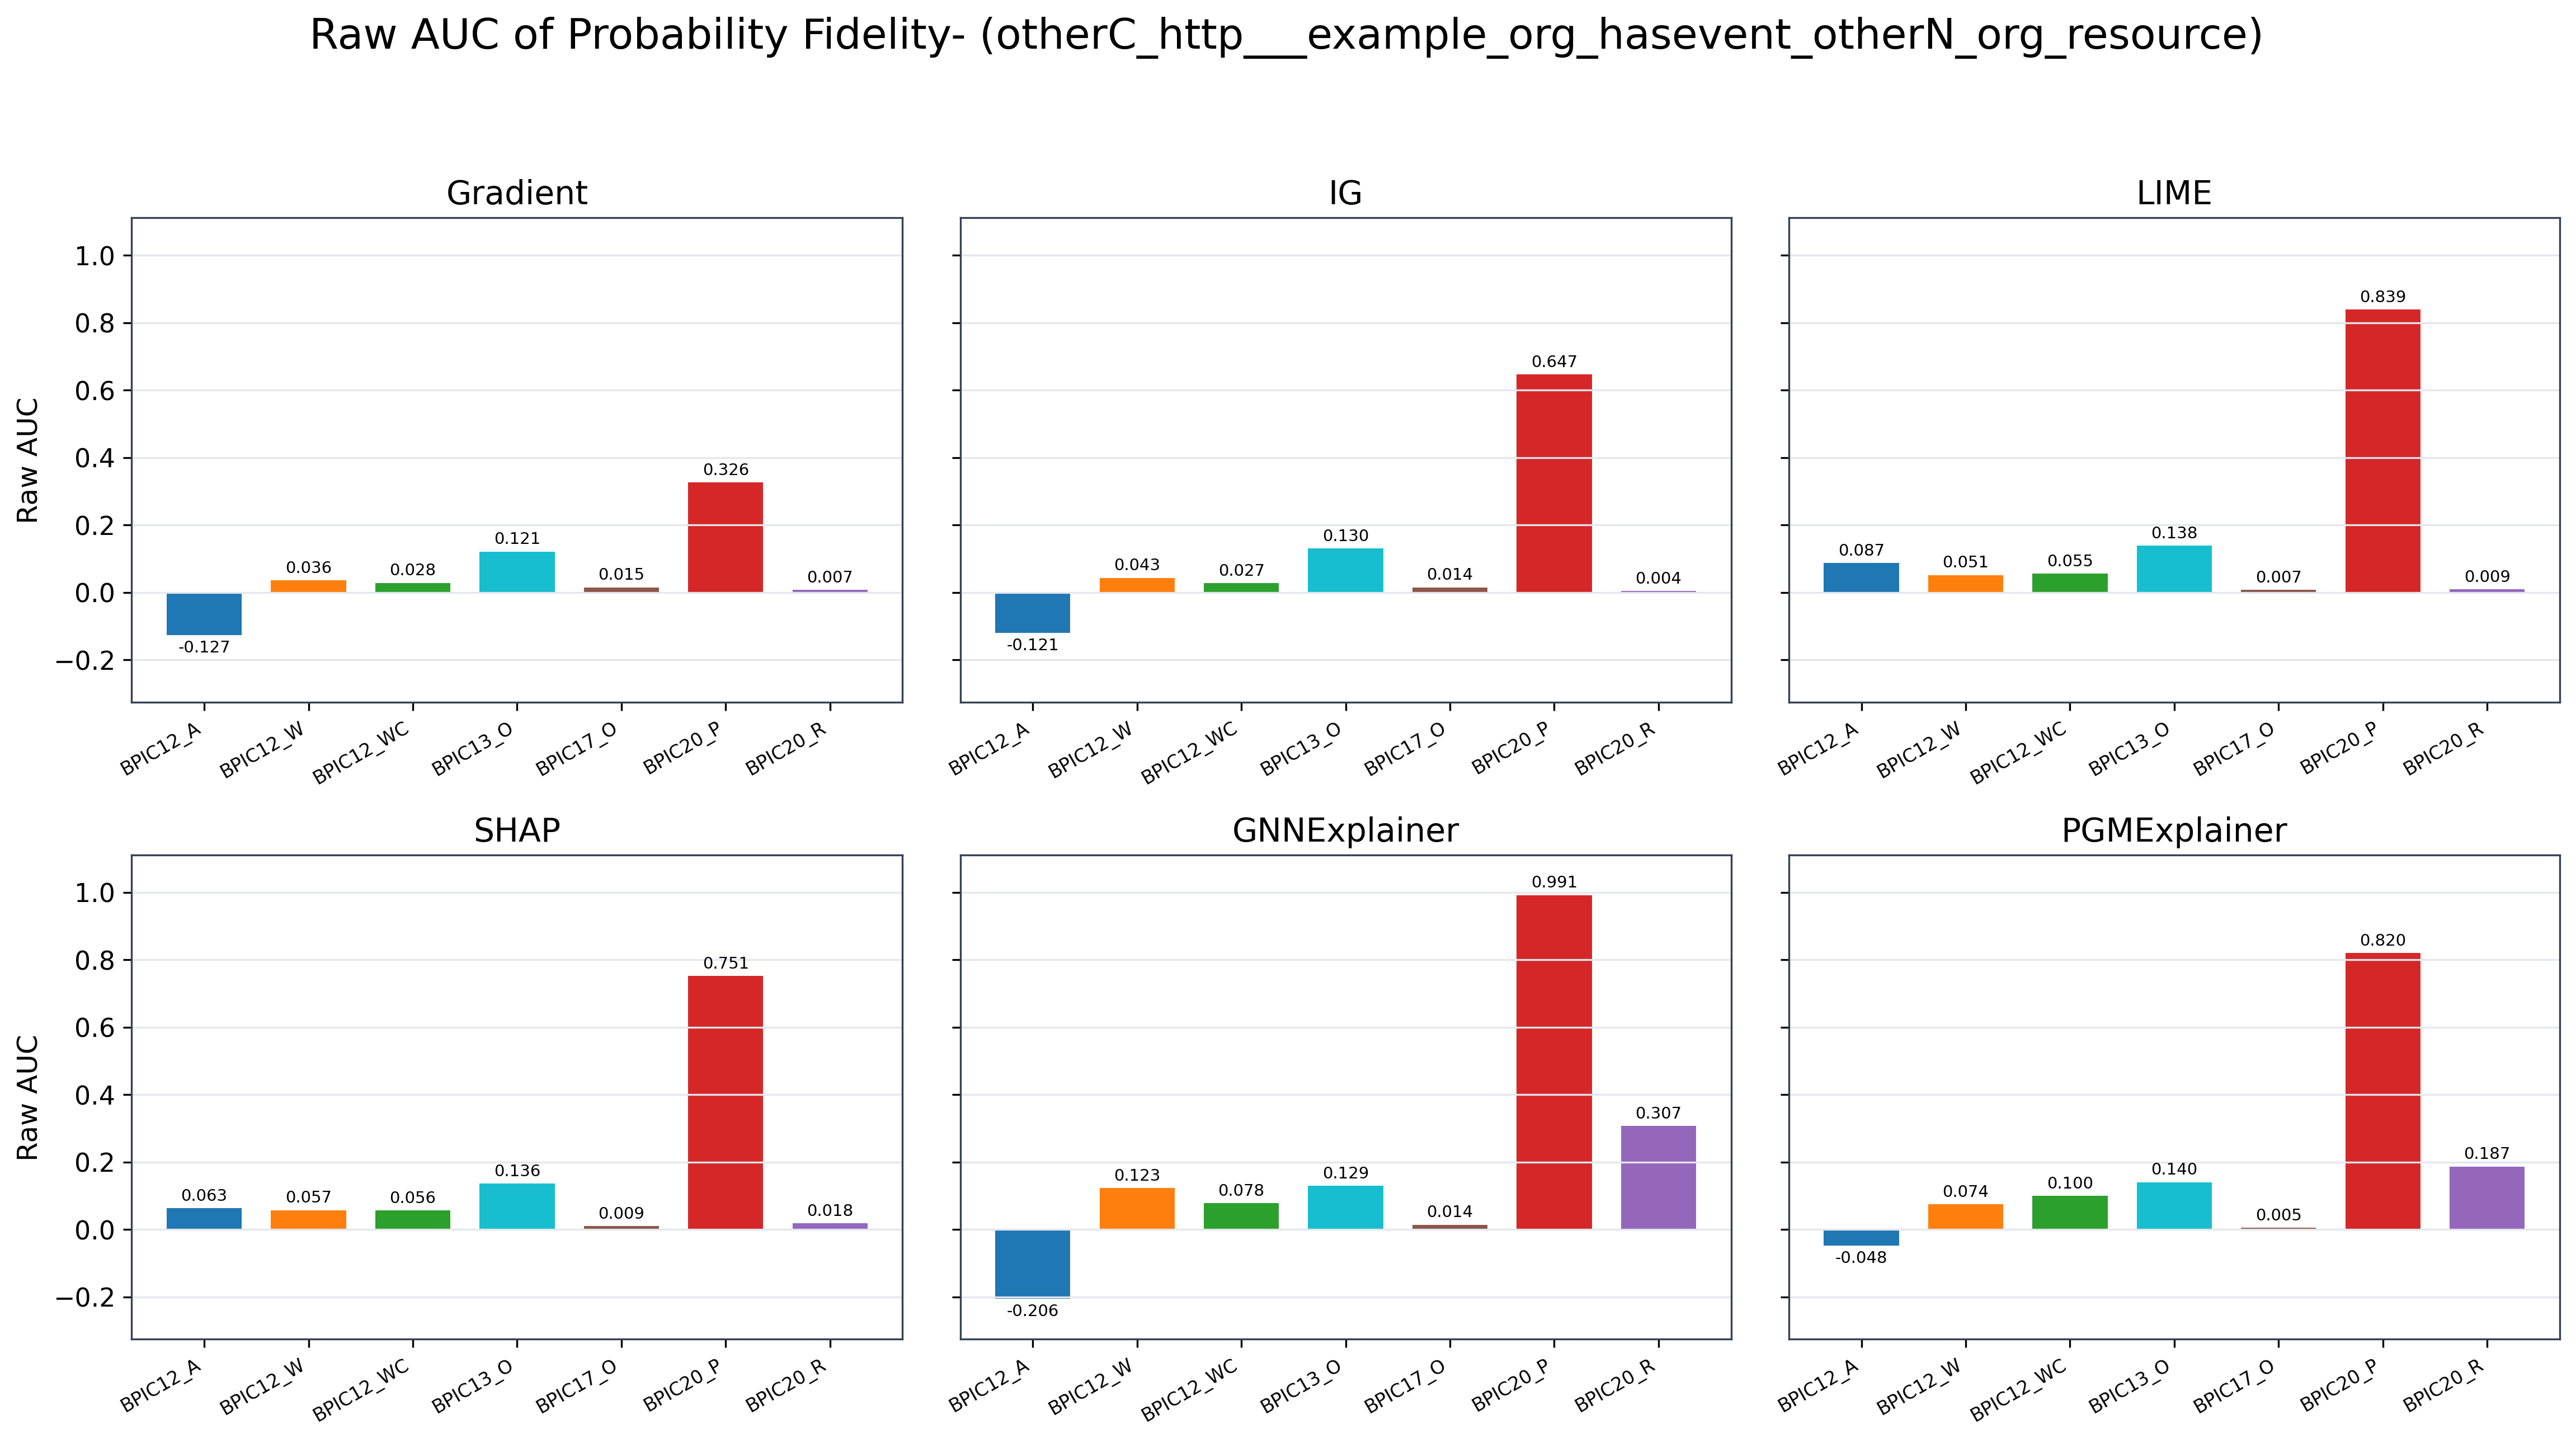 Raw AUC of Probability Fidelity- (otherC_http___example_org_hasevent_otherN_org_resource)
Gradient
Raw AUC
1.0
0.8
0.6
0.4
0.2
0.0
−0.2
-0.127
0.036
0.028
0.121
0.015
0.326
0.007
BPIC12_A
BPIC12_W
BPIC12_WC
BPIC13_O
BPIC17_O
BPIC20_P
BPIC20_R
IG
-0.121
0.043
0.027
0.130
0.014
0.647
0.004
BPIC12_A
BPIC12_W
BPIC12_WC
BPIC13_O
BPIC17_O
BPIC20_P
BPIC20_R
LIME
0.087
0.051
0.055
0.138
0.007
0.839
0.009
BPIC12_A
BPIC12_W
BPIC12_WC
BPIC13_O
BPIC17_O
BPIC20_P
BPIC20_R
SHAP
Raw AUC
1.0
0.8
0.6
0.4
0.2
0.0
−0.2
0.063
0.057
0.056
0.136
0.009
0.751
0.018
BPIC12_A
BPIC12_W
BPIC12_WC
BPIC13_O
BPIC17_O
BPIC20_P
BPIC20_R
GNNExplainer
-0.206
0.123
0.078
0.129
0.014
0.991
0.307
BPIC12_A
BPIC12_W
BPIC12_WC
BPIC13_O
BPIC17_O
BPIC20_P
BPIC20_R
PGMExplainer
-0.048
0.074
0.100
0.140
0.005
0.820
0.187
BPIC12_A
BPIC12_W
BPIC12_WC
BPIC13_O
BPIC17_O
BPIC20_P
BPIC20_R